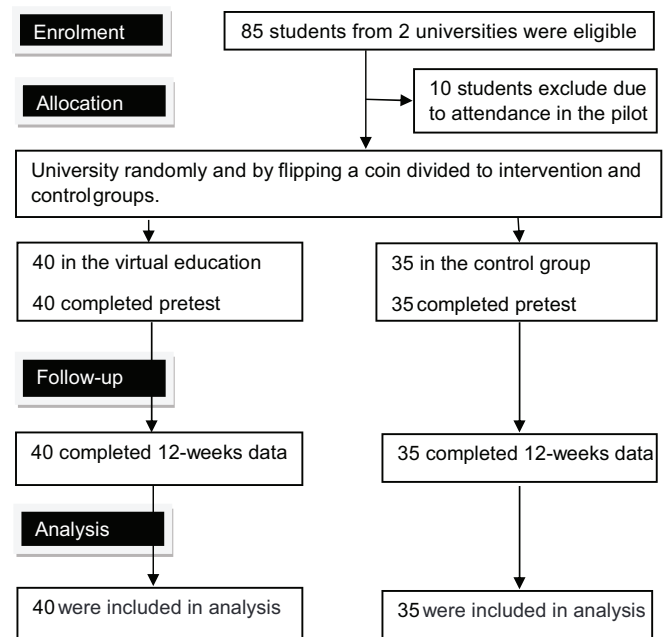 Enrolment
85 students from 2 universities were eligible
Allocation
10 students exclude due
to attendance in the pilot
University randomly and by flipping a coin divided to intervention and
controlgroups.
40 in the virtual education
40 completed pretest
35 in the control group
35 completed pretest
Follow-up
40 completed 12-weeks data
35 completed 12-weeks data
Analysis
40 were included in analysis
35 were included in analysis